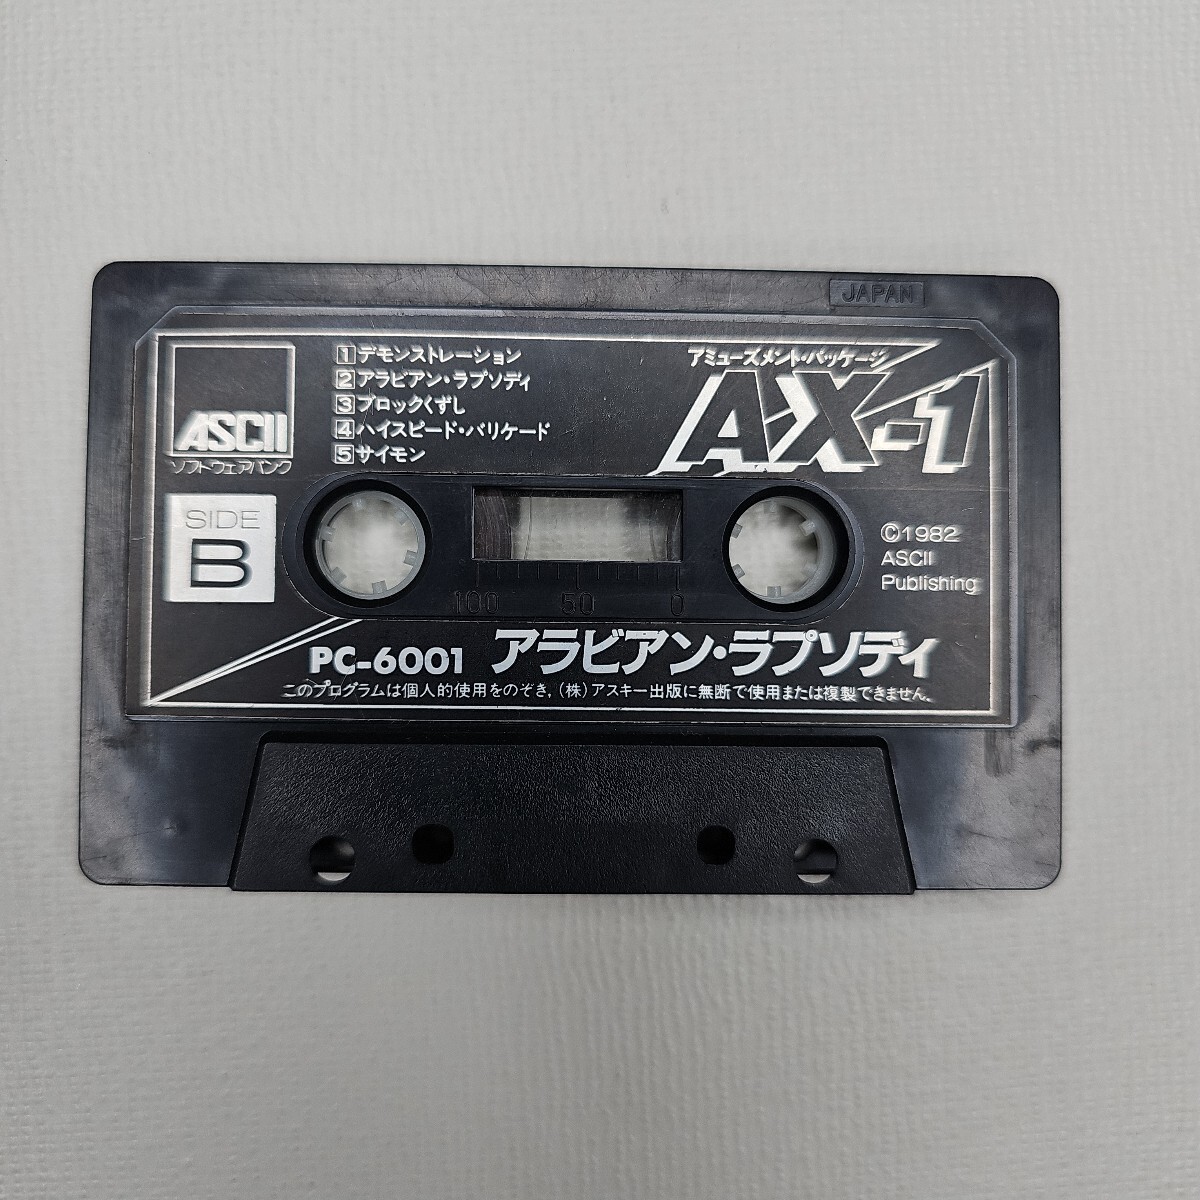 JAPAN
ASCII
ソフトウェアバンク
1 デモンストレーション
2 アラビアン・ラプソディ
3 ブロックくずし
4 ハイスピード・バリケード
5 サイモン
アミューズメント・パッケージ
AX-1
SIDE
B
100 50 0
©1982
ASCII
Publishing
PC-6001 アラビアン・ラプソディ
このプログラムは個人的使用をのぞき,(株)アスキー出版に無断で使用または複製できません。